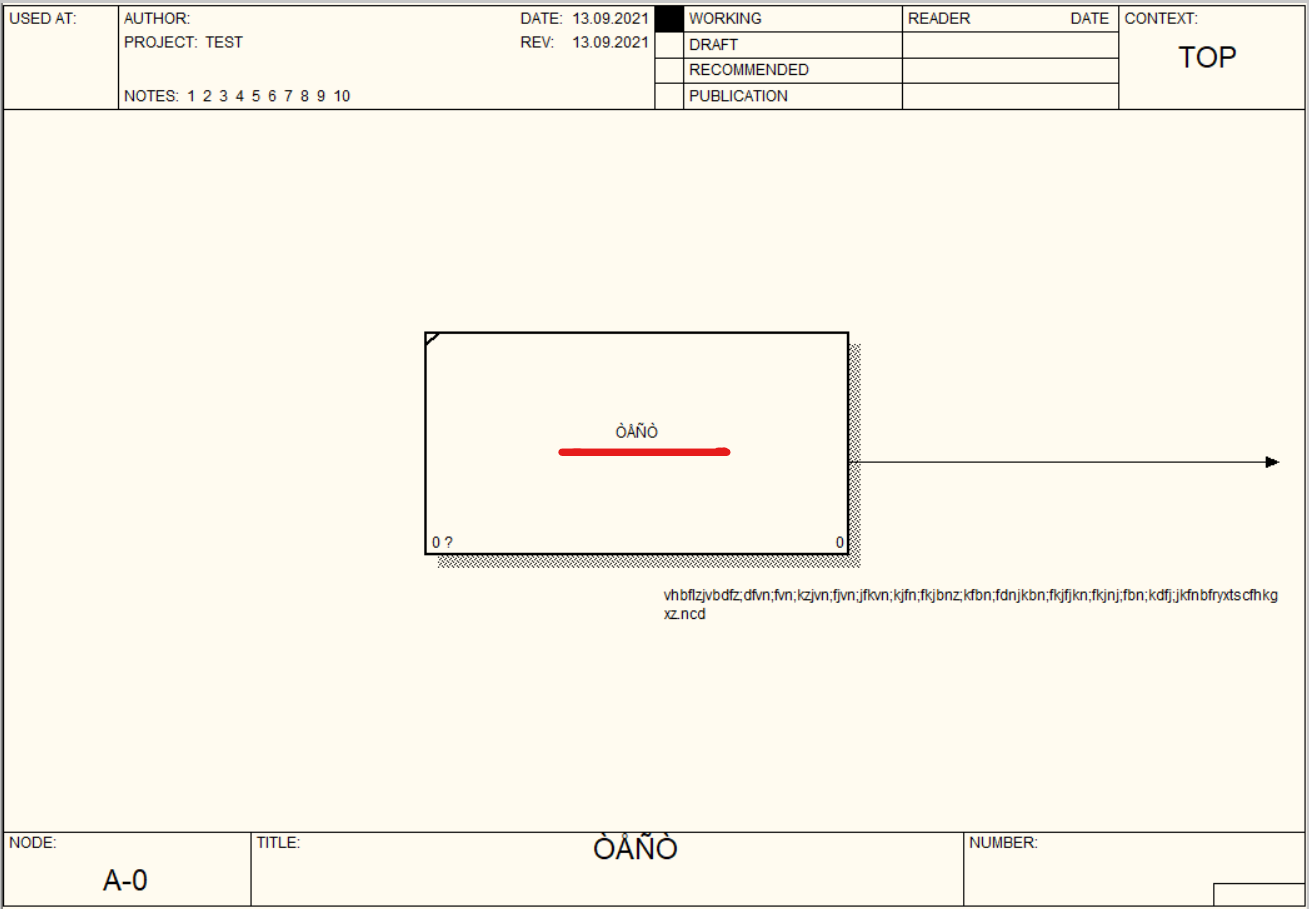 USED AT:
AUTHOR:
DATE: 13.09.2021
PROJECT: TEST
REV: 13.09.2021
NOTES: 1 2 3 4 5 6 7 8 9 10
WORKING
DRAFT
RECOMMENDED
PUBLICATION
READER DATE
CONTEXT:
TOP
ÒÅÑÒ
0 ?
0
vhbflzjvbdfz;dfvn;fvn;kzjvn;fjvn;jfkvn;kjfn;fkjbnz;kfbn;fdnjkbn;fkjfjkn;fkjnj;fbn;kdfj;jkfnbfryxtscfhkg
xz.ncd
NODE:
A-0
TITLE:
ÒÅÑÒ
NUMBER: